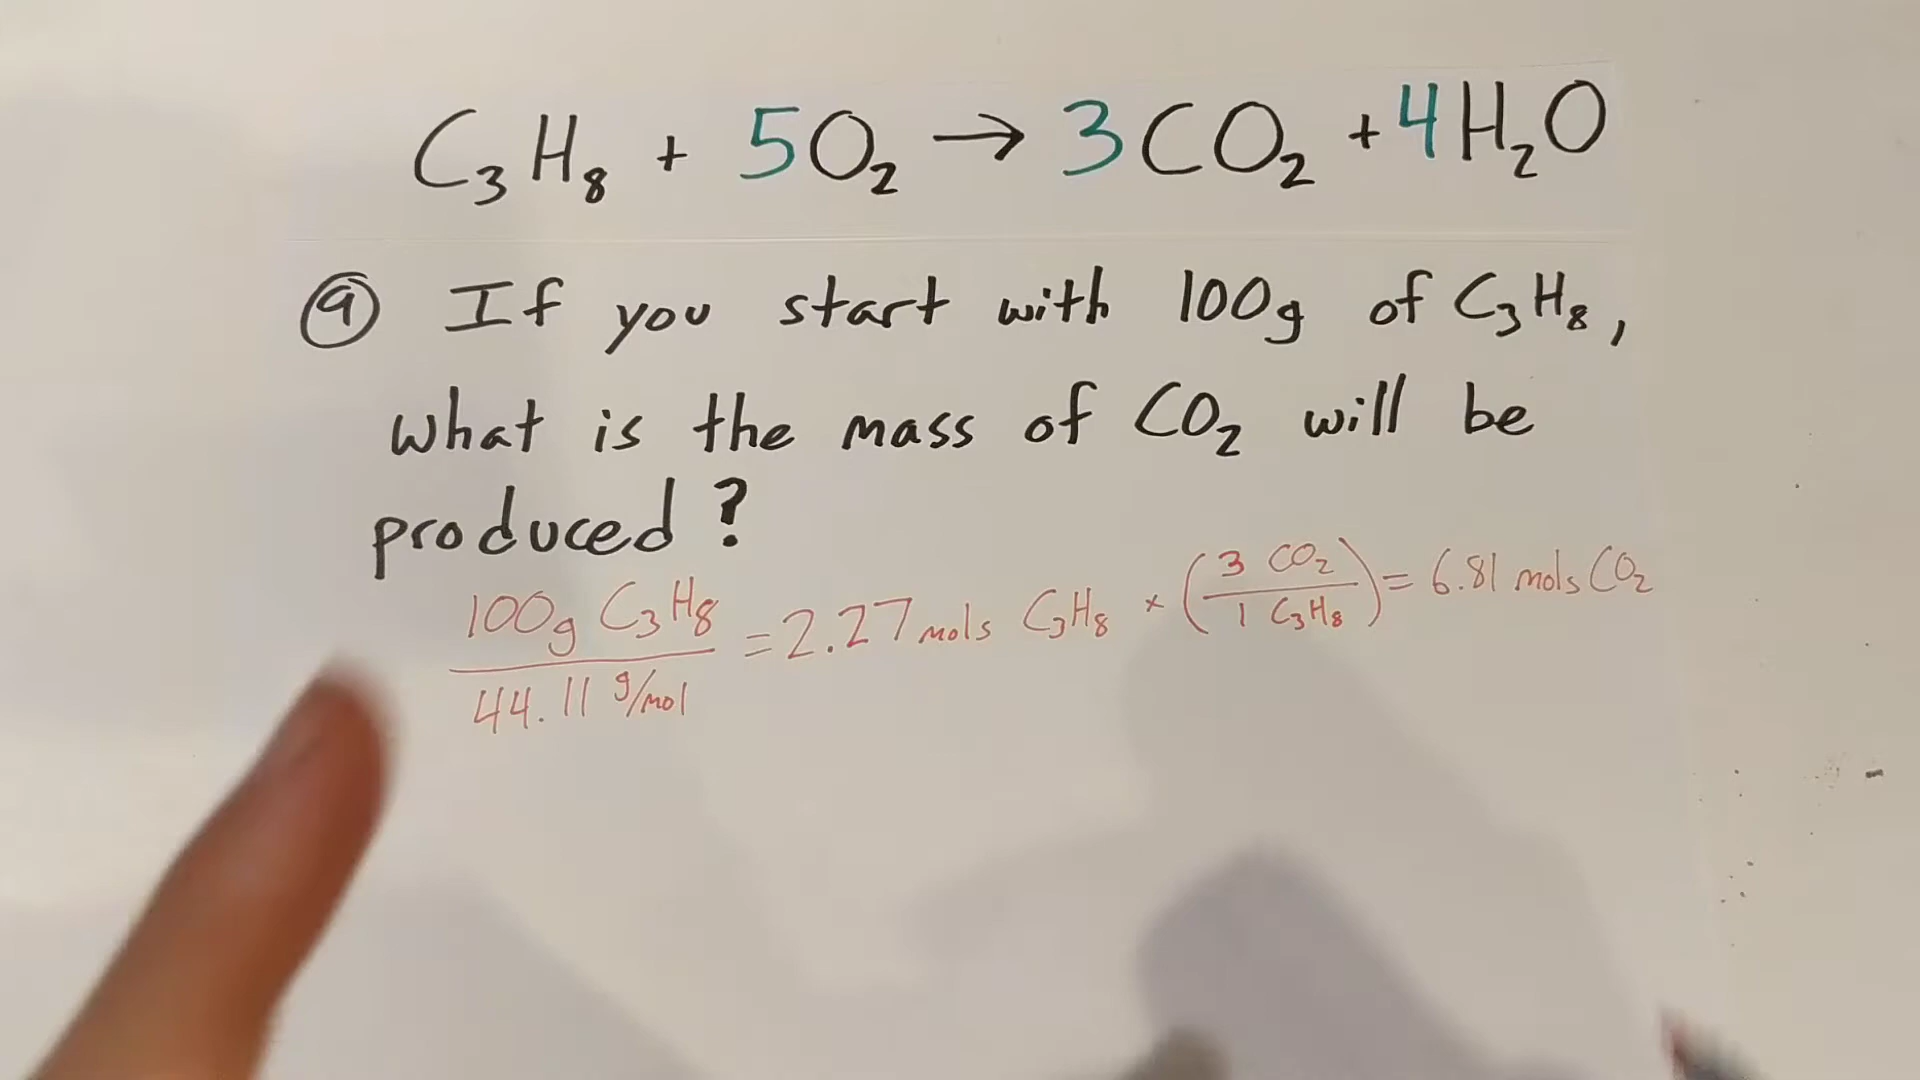 C₃H₈ + 5O₂ → 3CO₂ + 4H₂O
⑨ If you start with 100g of C₃H₈,
what is the mass of CO₂ will be
produced?
100g C₃H₈ / 44.11 g/mol = 2.27 mols C₃H₈ × (3 CO₂ / 1 C₃H₈) = 6.81 mols CO₂